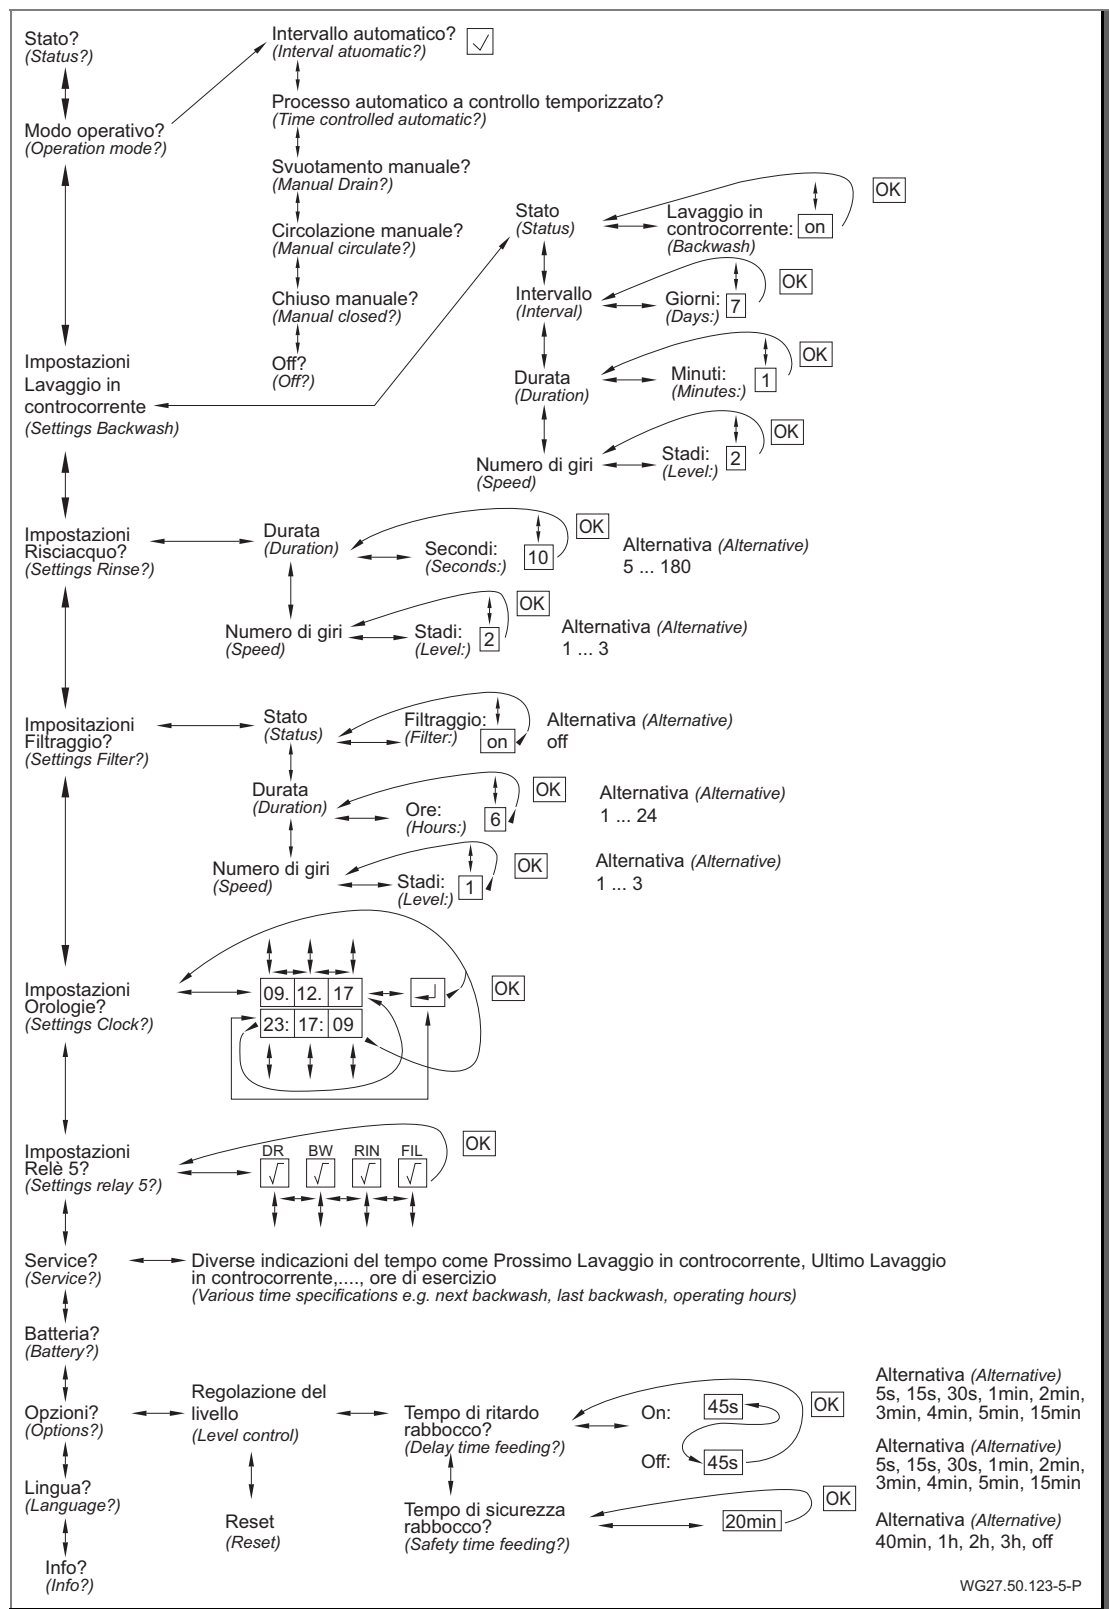 Stato?
(Status?)
Modo operativo?
(Operation mode?)
Intervallo automatico?
(Interval atuomatic?)
Processo automatico a controllo temporizzato?
(Time controlled automatic?)
Svuotamento manuale?
(Manual Drain?)
Circolazione manuale?
(Manual circulate?)
Chiuso manuale?
(Manual closed?)
Off?
(Off?)
Impostazioni
Lavaggio in
controcorrente
(Settings Backwash)
Stato
(Status)
Lavaggio in
controcorrente: on
(Backwash)
OK
Intervallo
(Interval)
Giorni: 7
(Days:)
OK
Durata
(Duration)
Minuti: 1
(Minutes:)
OK
Numero di giri
(Speed)
Stadi: 2
(Level:)
OK
Impostazioni
Risciacquo?
(Settings Rinse?)
Durata
(Duration)
Secondi: 10
(Seconds:)
OK
Alternativa (Alternative)
5 ... 180
Numero di giri
(Speed)
Stadi: 2
(Level:)
OK
Alternativa (Alternative)
1 ... 3
Impositazioni
Filtraggio?
(Settings Filter?)
Stato
(Status)
Filtraggio: on
(Filter:)
Alternativa (Alternative)
off
Durata
(Duration)
Ore: 6
(Hours:)
OK
Alternativa (Alternative)
1 ... 24
Numero di giri
(Speed)
Stadi: 1
(Level:)
OK
Alternativa (Alternative)
1 ... 3
Impostazioni
Orologie?
(Settings Clock?)
09. 12. 17
23: 17: 09
OK
Impostazioni
Relè 5?
(Settings relay 5?)
DR BW RIN FIL
OK
Service?
(Service?)
Diverse indicazioni del tempo come Prossimo Lavaggio in controcorrente, Ultimo Lavaggio
in controcorrente,...., ore di esercizio
(Various time specifications e.g. next backwash, last backwash, operating hours)
Batteria?
(Battery?)
Opzioni?
(Options?)
Regolazione del
livello
(Level control)
Tempo di ritardo
rabbocco?
(Delay time feeding?)
On: 45s
Off: 45s
OK
Alternativa (Alternative)
5s, 15s, 30s, 1min, 2min,
3min, 4min, 5min, 15min
Alternativa (Alternative)
5s, 15s, 30s, 1min, 2min,
3min, 4min, 5min, 15min
Lingua?
(Language?)
Reset
(Reset)
Tempo di sicurezza
rabbocco?
(Safety time feeding?)
20min
OK
Alternativa (Alternative)
40min, 1h, 2h, 3h, off
Info?
(Info?)
WG27.50.123-5-P